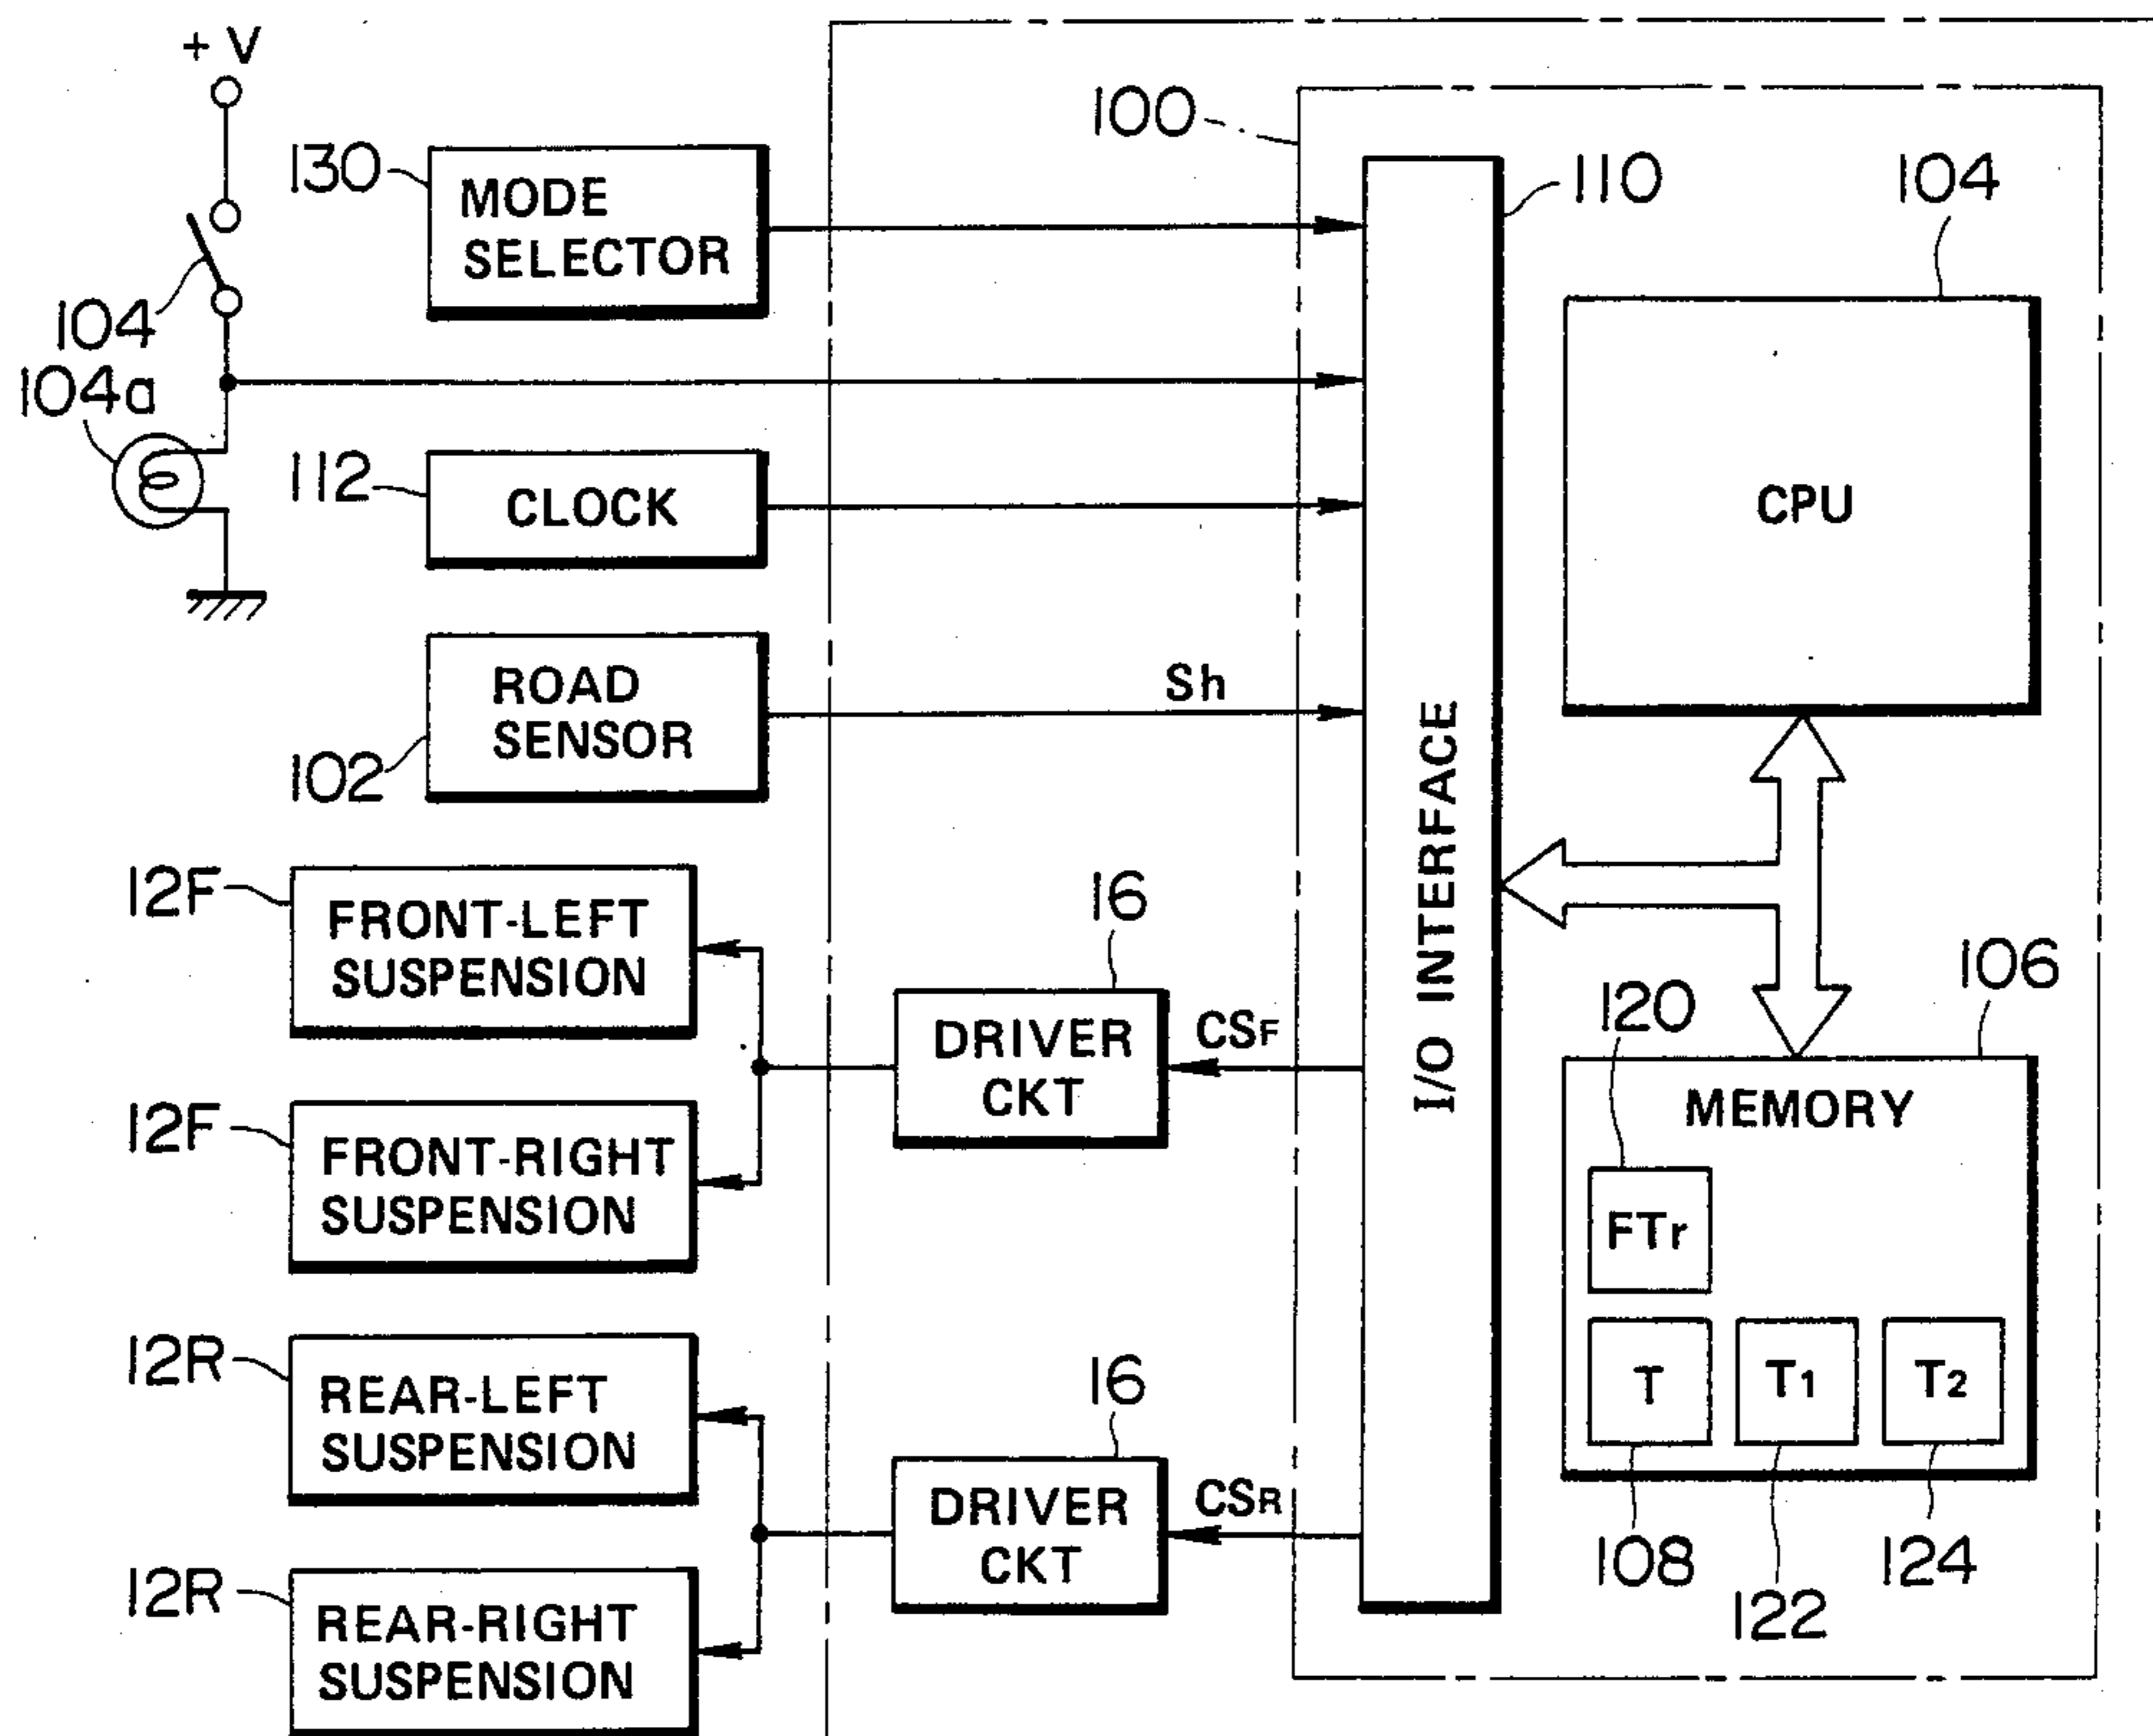 + V
100
130
MODE
SELECTOR
110
104
104
104a
CPU
112
CLOCK
ROAD
SENSOR
Sh
102
I/O INTERFACE
12F
FRONT-LEFT
SUSPENSION
16
DRIVER
CKT
CSF
106
120
MEMORY
12F
FRONT-RIGHT
SUSPENSION
FTr
T
T1
T2
12R
REAR-LEFT
SUSPENSION
16
DRIVER
CKT
CSR
108
122
124
12R
REAR-RIGHT
SUSPENSION